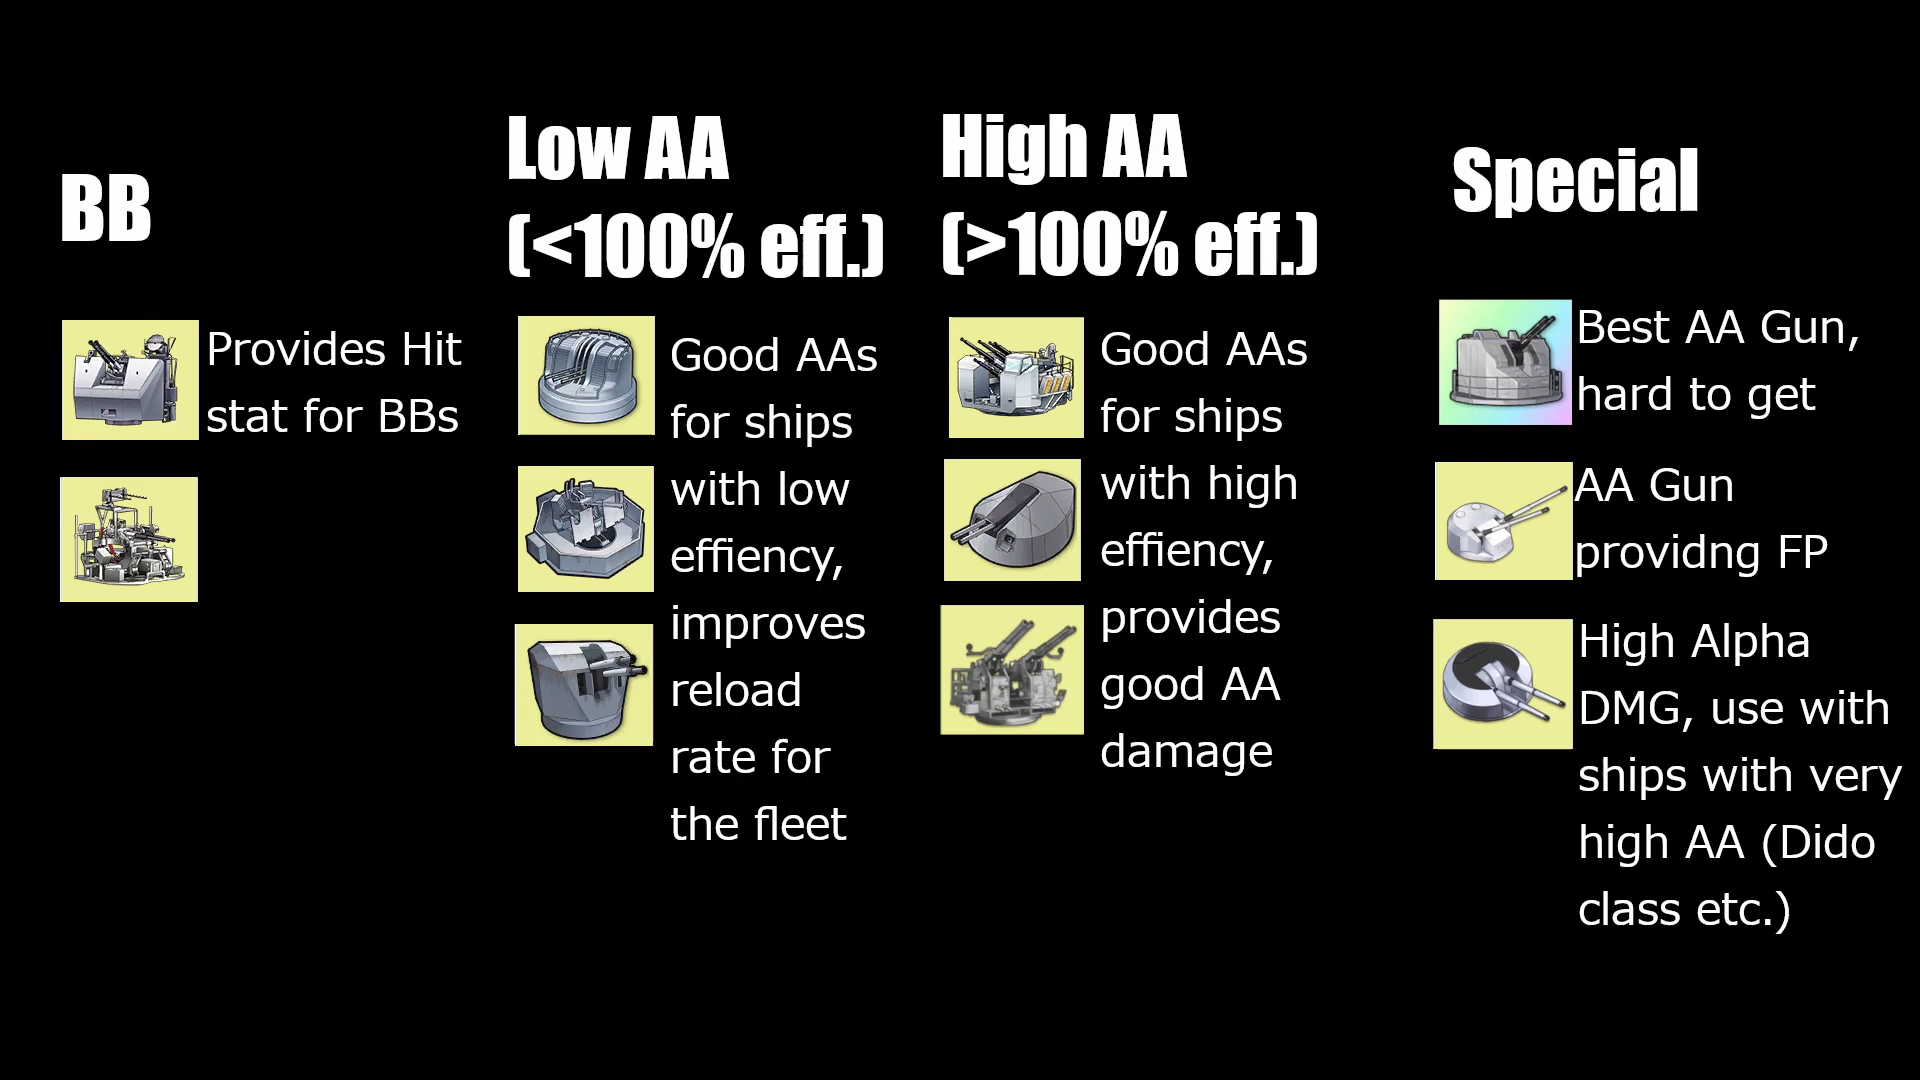 BB
Provides Hit
stat for BBs
Low AA
(<100% eff.)
Good AAs
for ships
with low
effiency,
improves
reload
rate for
the fleet
High AA
(>100% eff.)
Good AAs
for ships
with high
effiency,
provides
good AA
damage
Special
Best AA Gun,
hard to get
AA Gun
providng FP
High Alpha
DMG, use with
ships with very
high AA (Dido
class etc.)